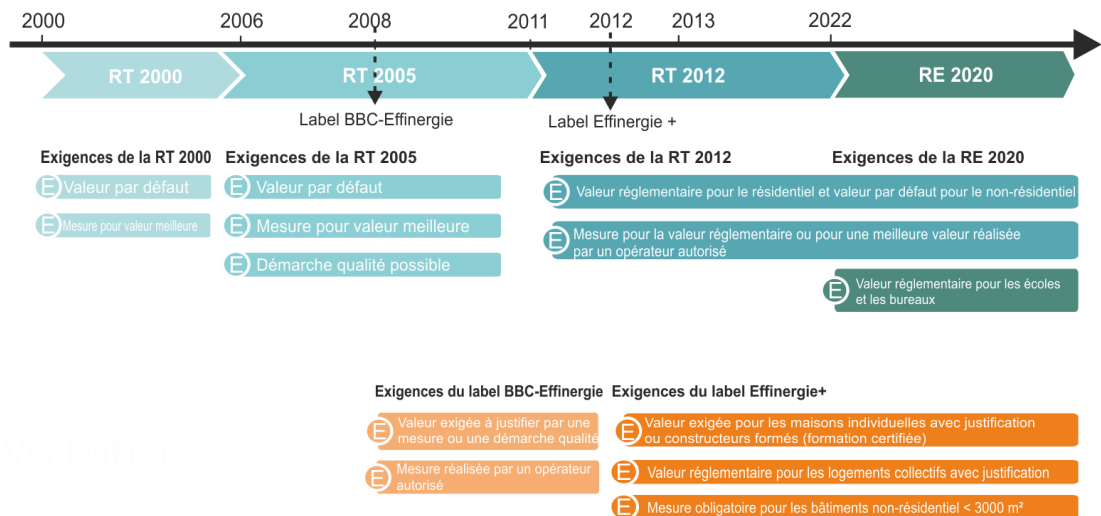 2000 2006 2008 2011 2012 2013 2022
RT 2000 RT 2005 RT 2012 RE 2020
Label BBC-Effinergie Label Effinergie +
Exigences de la RT 2000
E Valeur par défaut
E Mesure pour valeur meilleure
Exigences de la RT 2005
E Valeur par défaut
E Mesure pour valeur meilleure
E Démarche qualité possible
Exigences de la RT 2012
Exigences de la RE 2020
E Valeur réglementaire pour le résidentiel et valeur par défaut pour le non-résidentiel
E Mesure pour la valeur réglementaire ou pour une meilleure valeur réalisée
par un opérateur autorisé
E Valeur réglementaire pour les écoles
et les bureaux
Exigences du label BBC-Effinergie
E Valeur exigée à justifier par une
mesure ou une démarche qualité
E Mesure réalisée par un opérateur
autorisé
Exigences du label Effinergie+
E Valeur exigée pour les maisons individuelles avec justification
ou constructeurs formés (formation certifiée)
E Valeur réglementaire pour les logements collectifs avec justification
E Mesure obligatoire pour les bâtiments non-résidentiel < 3000 m²
Ventilation